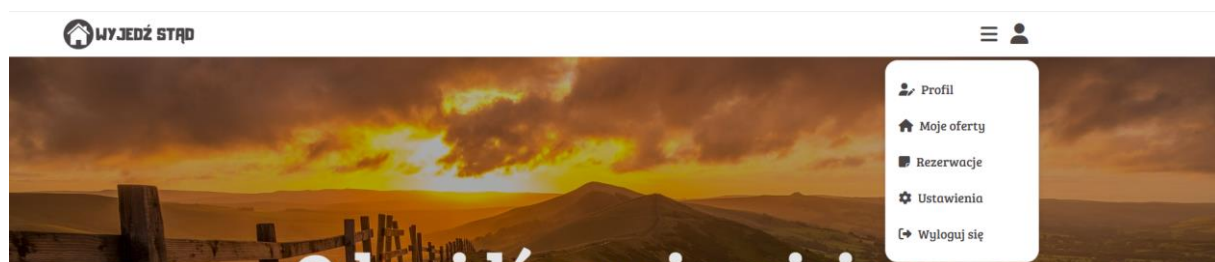 WYJEDŹ STĄD
Profil
Moje oferty
Rezerwacje
Ustawienia
Wyloguj się